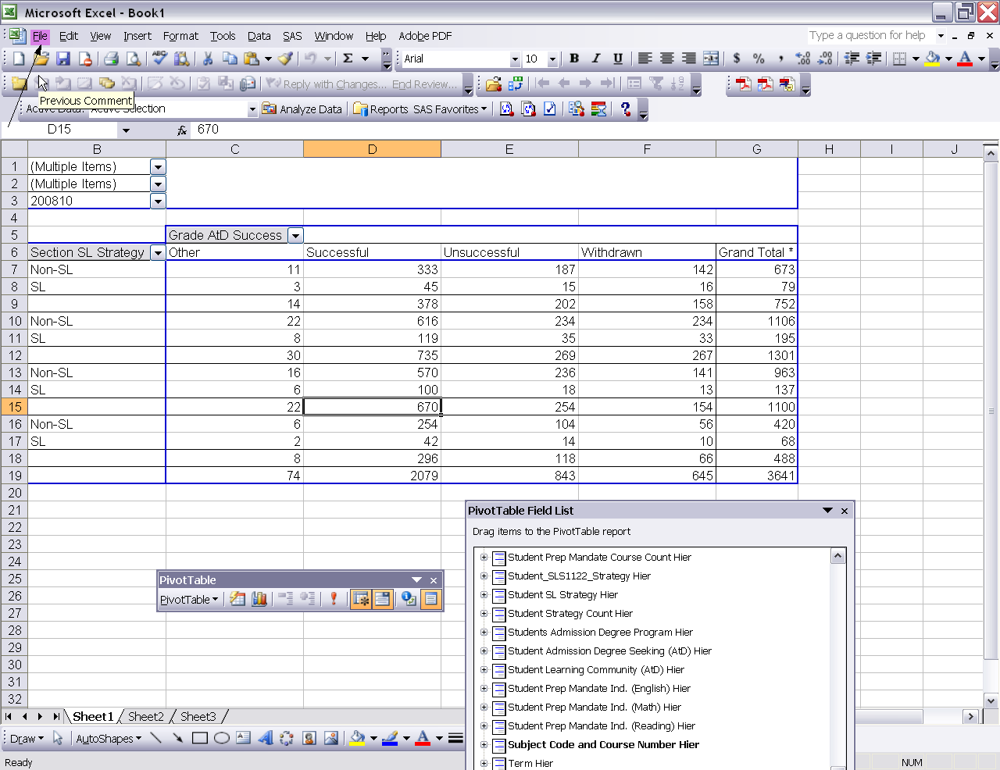 Microsoft Excel - Book1
File Edit View Insert Format Tools Data SAS Window Help Adobe PDF Type a question for help
Arial 10 B I U $ % ,
Reply with Changes... End Review...
Previous Comment
Active Data: Active Selection Analyze Data Reports SAS Favorites
D15 fx 670
B C D E F G H I J
1 (Multiple Items)
2 (Multiple Items)
3 200810
4
5 Grade AtD Success
6 Section SL Strategy Other Successful Unsuccessful Withdrawn Grand Total *
7 Non-SL 11 333 187 142 673
8 SL 3 45 15 16 79
9 14 378 202 158 752
10 Non-SL 22 616 234 234 1106
11 SL 8 119 35 33 195
12 30 735 269 267 1301
13 Non-SL 16 570 236 141 963
14 SL 6 100 18 13 137
15 22 670 254 154 1100
16 Non-SL 6 254 104 56 420
17 SL 2 42 14 10 68
18 8 296 118 66 488
19 74 2079 843 645 3641
20
21
22
23
24
25
26
27
28
29
30
31
32
PivotTable
PivotTable
PivotTable Field List
Drag items to the PivotTable report
Student Prep Mandate Course Count Hier
Student_SLS1122_Strategy Hier
Student SL Strategy Hier
Student Strategy Count Hier
Students Admission Degree Program Hier
Student Admission Degree Seeking (AtD) Hier
Student Learning Community (AtD) Hier
Student Prep Mandate Ind. (English) Hier
Student Prep Mandate Ind. (Math) Hier
Student Prep Mandate Ind. (Reading) Hier
Subject Code and Course Number Hier
Term Hier
Sheet1 Sheet2 Sheet3
Draw AutoShapes
Ready NUM